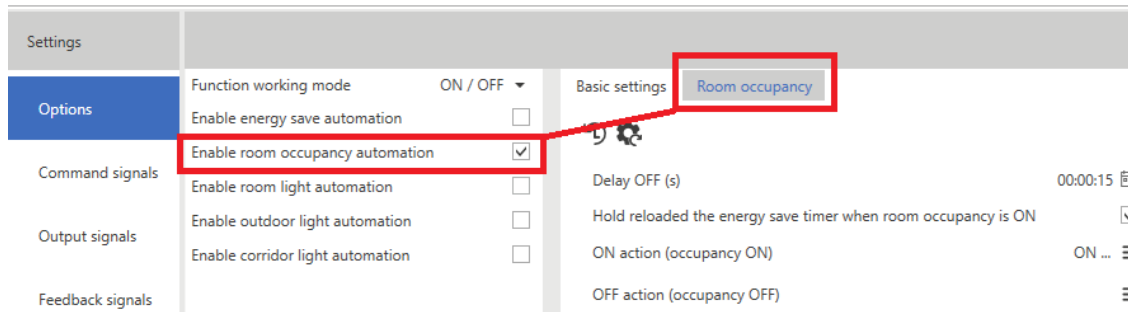 Settings
Options
Command signals
Output signals
Feedback signals
Function working mode ON / OFF
Enable energy save automation
Enable room occupancy automation
Enable room light automation
Enable outdoor light automation
Enable corridor light automation
Basic settings Room occupancy
Delay OFF (s) 00:00:15
Hold reloaded the energy save timer when room occupancy is ON
ON action (occupancy ON) ON ...
OFF action (occupancy OFF)